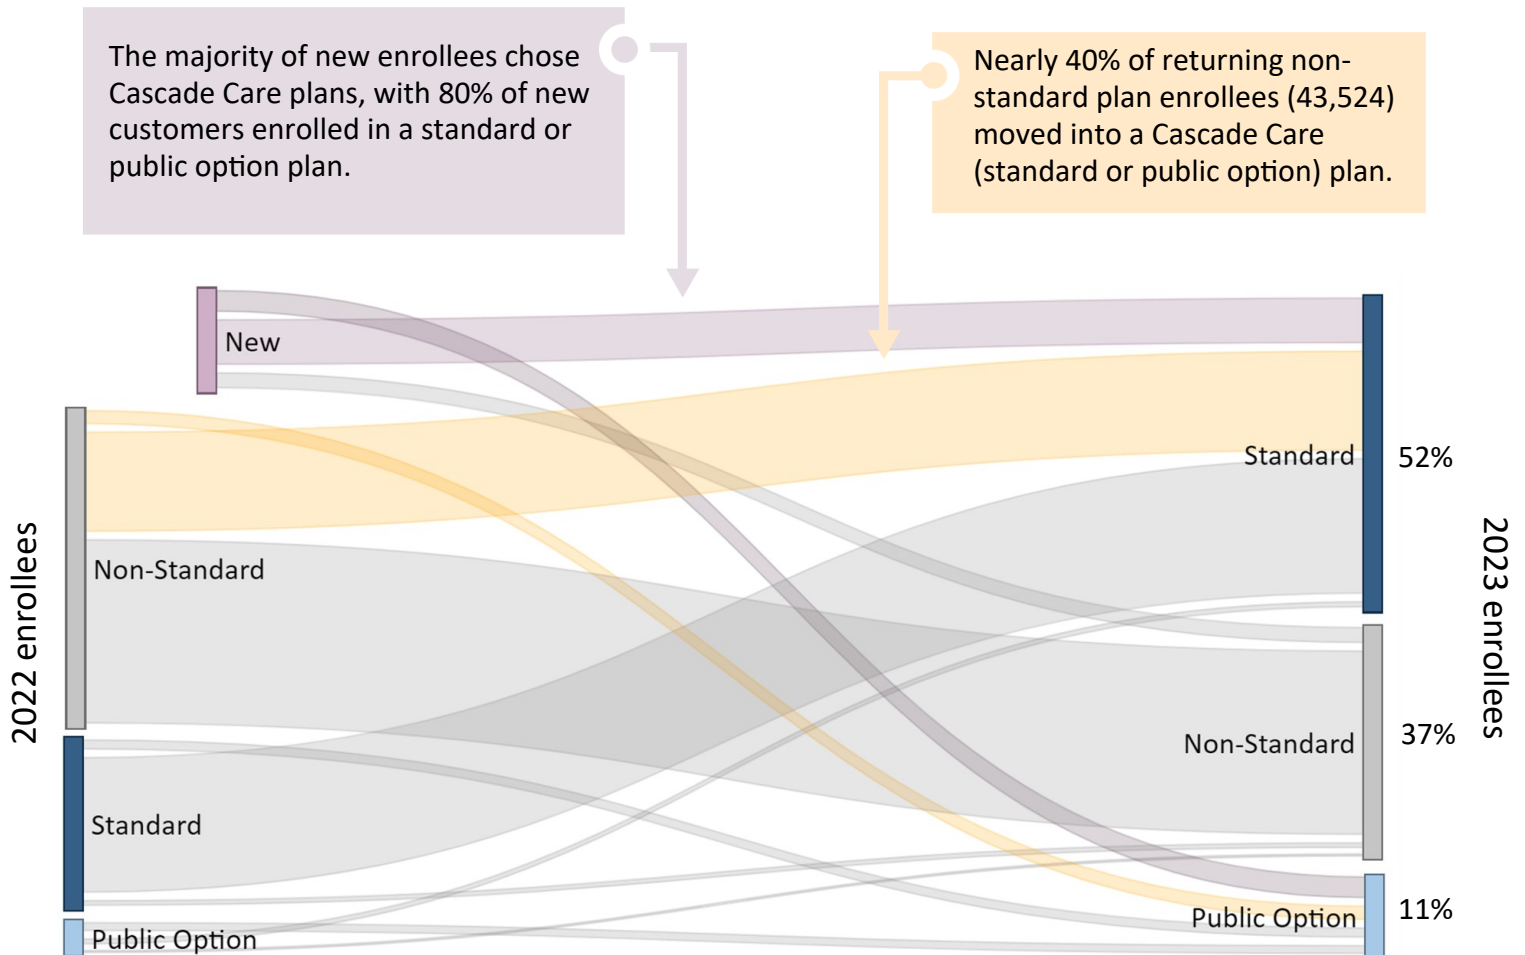 The majority of new enrollees chose
Cascade Care plans, with 80% of new
customers enrolled in a standard or
public option plan.
Nearly 40% of returning non-
standard plan enrollees (43,524)
moved into a Cascade Care
(standard or public option) plan.
New
Non-Standard
Standard
Public Option
2022 enrollees
Standard
52%
Non-Standard
37%
Public Option
11%
2023 enrollees